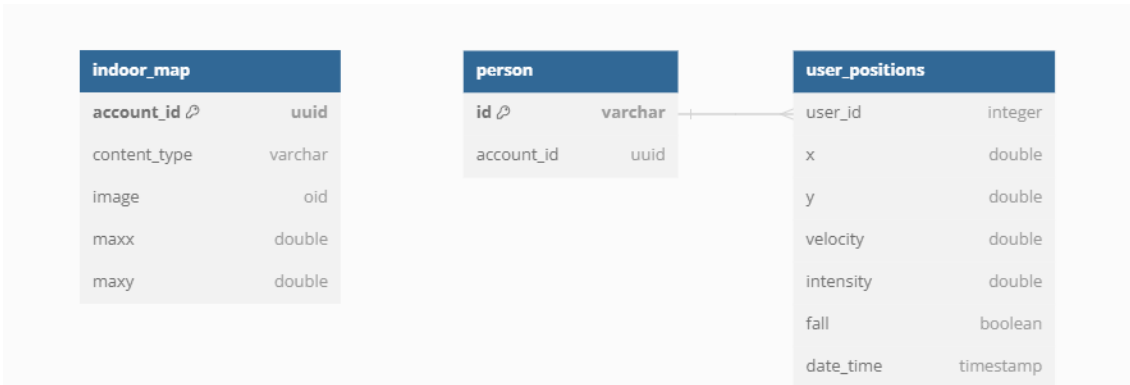 indoor_map
account_id uuid
content_type varchar
image oid
maxx double
maxy double
person
id varchar
account_id uuid
user_positions
user_id integer
x double
y double
velocity double
intensity double
fall boolean
date_time timestamp